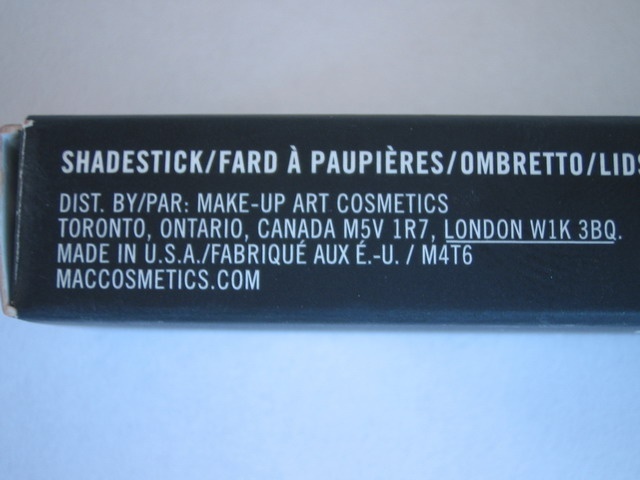 SHADESTICK/FARD À PAUPIÈRES/OMBRETTO/LIDS
DIST. BY/PAR: MAKE-UP ART COSMETICS
TORONTO, ONTARIO, CANADA M5V 1R7, LONDON W1K 3BQ.
MADE IN U.S.A./FABRIQUÉ AUX É.-U. / M4T6
MACCOSMETICS.COM